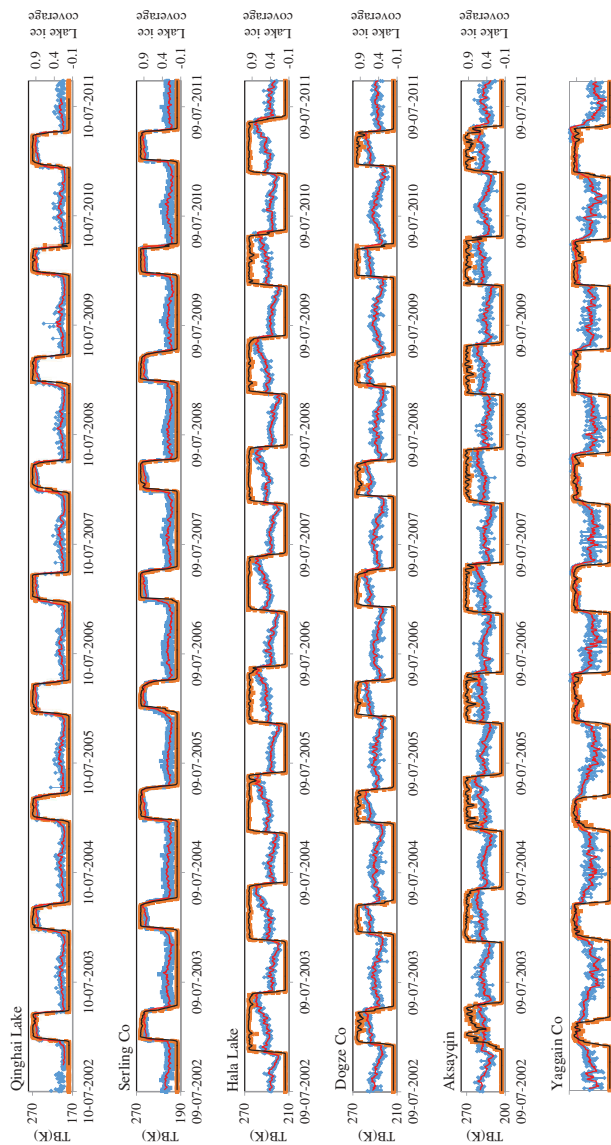 Qinghai Lake
TB(K)
270
170
Lake ice
coverage
0.9
0.4
-0.1
10-07-2002 10-07-2003 10-07-2004 10-07-2005 10-07-2006 10-07-2007 10-07-2008 10-07-2009 10-07-2010 10-07-2011
Serling Co
TB(K)
270
190
Lake ice
coverage
0.9
0.4
-0.1
09-07-2002 09-07-2003 09-07-2004 09-07-2005 09-07-2006 09-07-2007 09-07-2008 09-07-2009 09-07-2010 09-07-2011
Hala Lake
TB(K)
270
210
Lake ice
coverage
0.9
0.4
-0.1
09-07-2002 09-07-2003 09-07-2004 09-07-2005 09-07-2006 09-07-2007 09-07-2008 09-07-2009 09-07-2010 09-07-2011
Dogze Co
TB(K)
270
210
Lake ice
coverage
0.9
0.4
-0.1
09-07-2002 09-07-2003 09-07-2004 09-07-2005 09-07-2006 09-07-2007 09-07-2008 09-07-2009 09-07-2010 09-07-2011
Aksayqin
TB(K)
270
200
Lake ice
coverage
0.9
0.4
-0.1
09-07-2002 09-07-2003 09-07-2004 09-07-2005 09-07-2006 09-07-2007 09-07-2008 09-07-2009 09-07-2010 09-07-2011
Yaggain Co